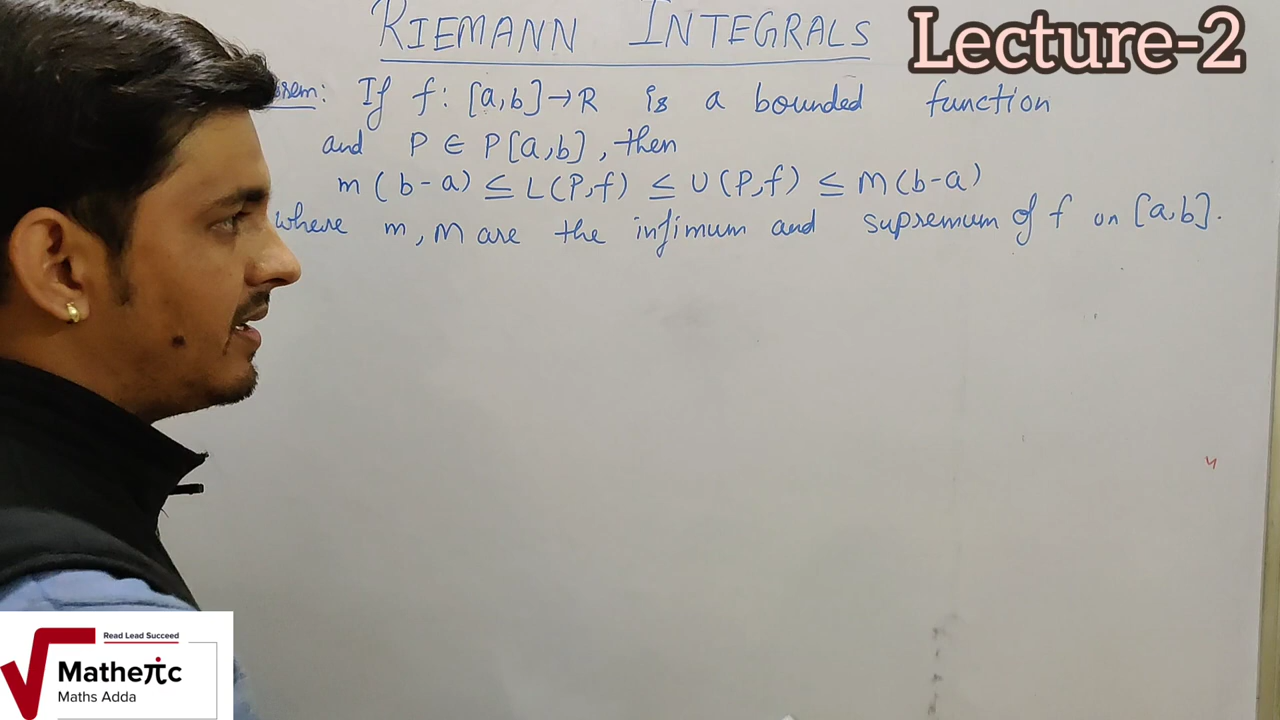 RIEMANN INTEGRALS
Lecture-2
rem: If f: [a,b]→R is a bounded function
and P ∈ P[a,b], then
m(b-a) ≤ L(P,f) ≤ U(P,f) ≤ M(b-a)
where m, M are the infimum and supremum of f on [a,b].
Read Lead Succeed
Matheπc
Maths Adda